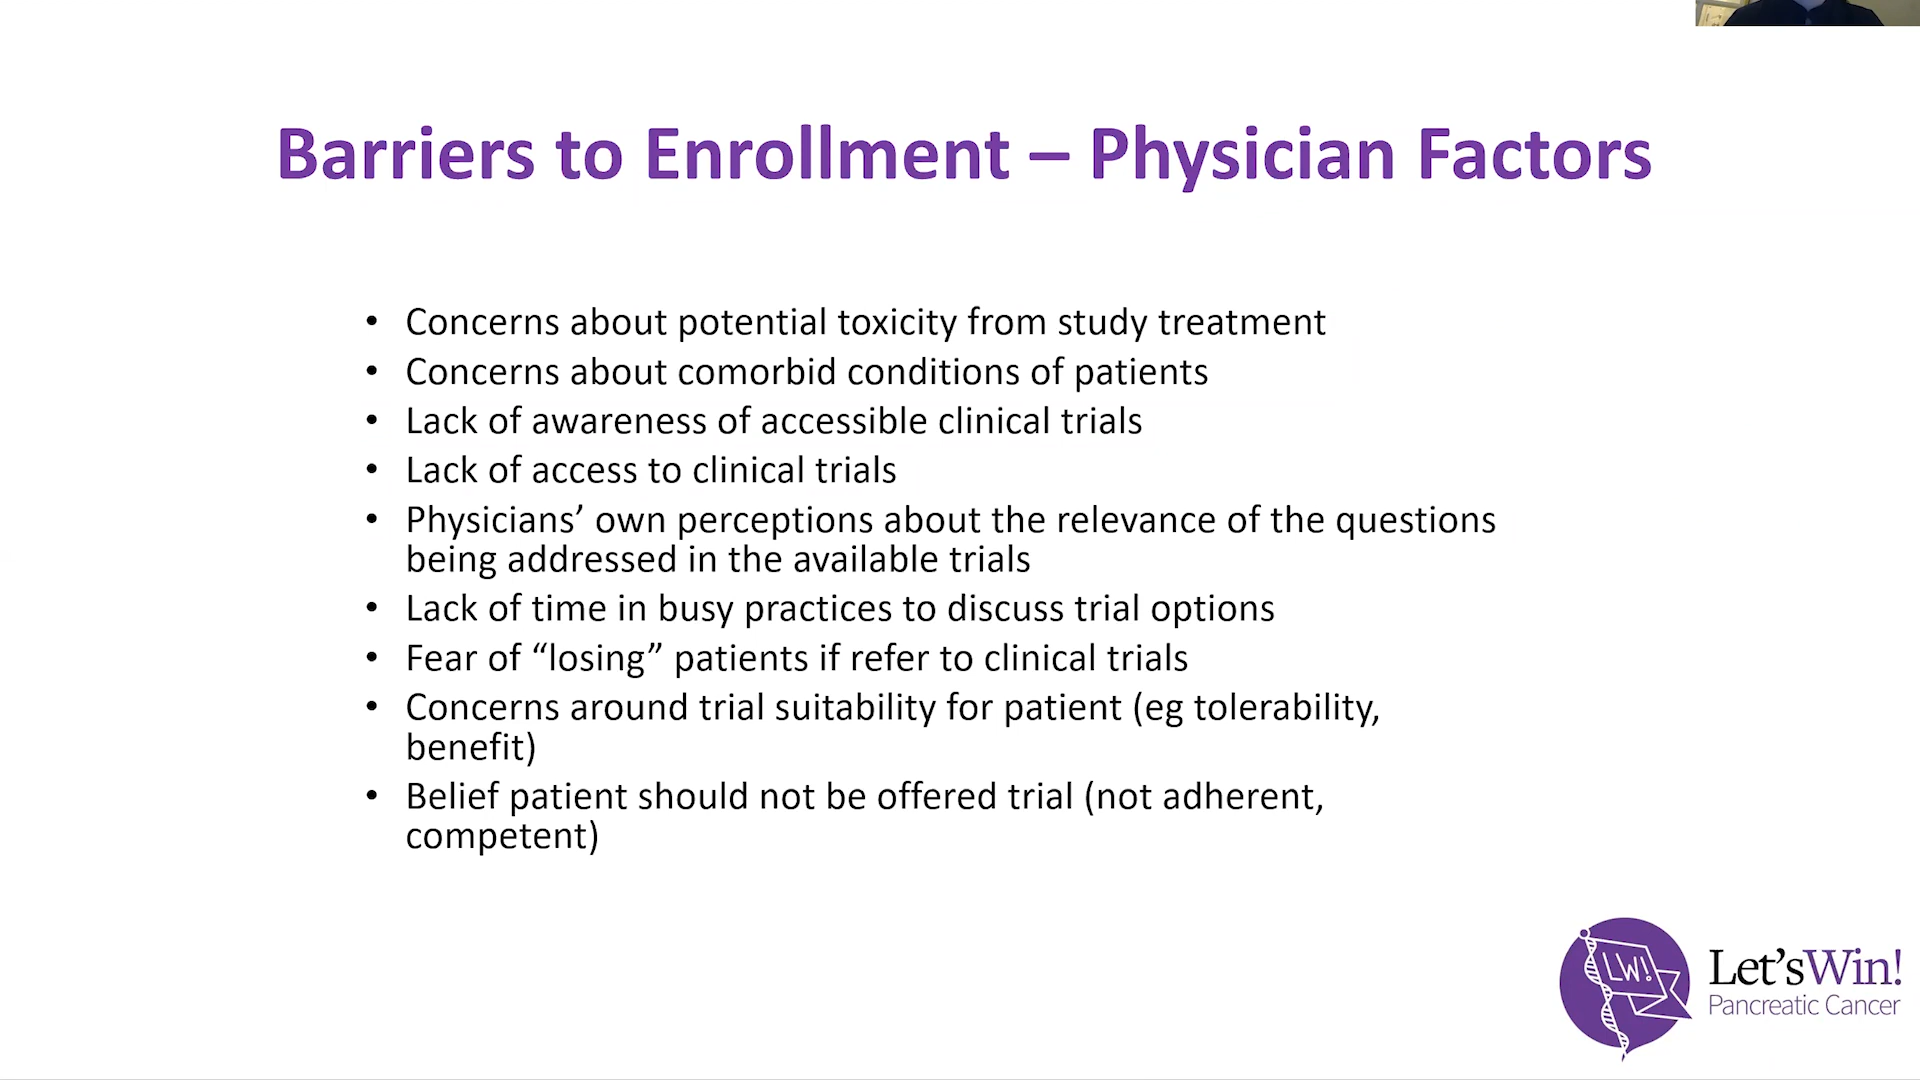 Barriers to Enrollment – Physician Factors
• Concerns about potential toxicity from study treatment
• Concerns about comorbid conditions of patients
• Lack of awareness of accessible clinical trials
• Lack of access to clinical trials
• Physicians’ own perceptions about the relevance of the questions
being addressed in the available trials
• Lack of time in busy practices to discuss trial options
• Fear of “losing” patients if refer to clinical trials
• Concerns around trial suitability for patient (eg tolerability,
benefit)
• Belief patient should not be offered trial (not adherent,
competent)
LW!
Let’sWin!
Pancreatic Cancer